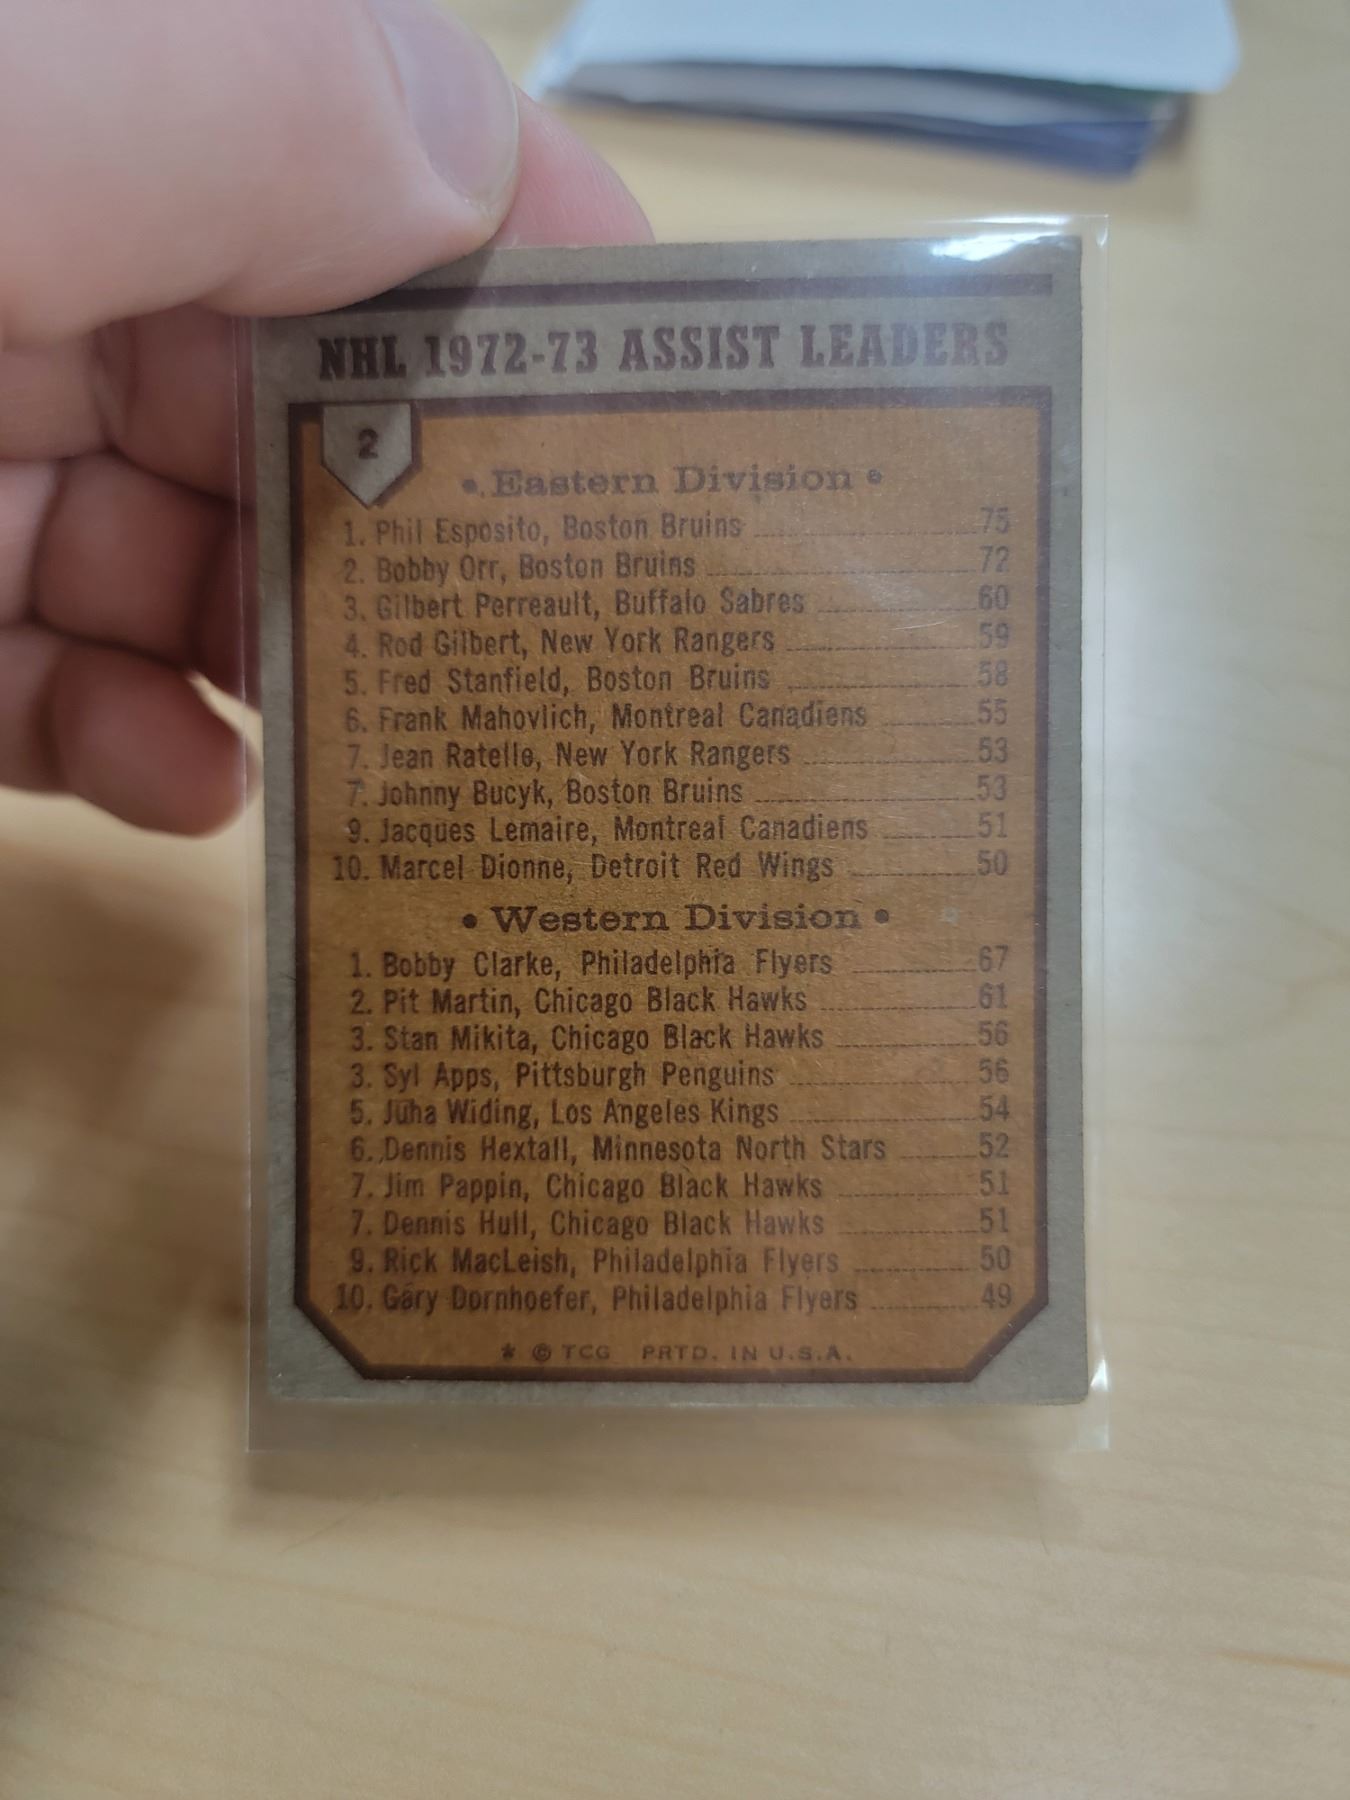 NHL 1972-73 ASSIST LEADERS
2
• Eastern Division •
1. Phil Esposito, Boston Bruins 75
2. Bobby Orr, Boston Bruins 72
3. Gilbert Perreault, Buffalo Sabres 60
4. Rod Gilbert, New York Rangers 59
5. Fred Stanfield, Boston Bruins 58
6. Frank Mahovlich, Montreal Canadiens 55
7. Jean Ratelle, New York Rangers 53
7. Johnny Bucyk, Boston Bruins 53
9. Jacques Lemaire, Montreal Canadiens 51
10. Marcel Dionne, Detroit Red Wings 50
• Western Division •
1. Bobby Clarke, Philadelphia Flyers 67
2. Pit Martin, Chicago Black Hawks 61
3. Stan Mikita, Chicago Black Hawks 56
3. Syl Apps, Pittsburgh Penguins 56
5. Juha Widing, Los Angeles Kings 54
6. Dennis Hextall, Minnesota North Stars 52
7. Jim Pappin, Chicago Black Hawks 51
7. Dennis Hull, Chicago Black Hawks 51
9. Rick MacLeish, Philadelphia Flyers 50
10. Gary Dornhoefer, Philadelphia Flyers 49
* © TCG PRTD. IN U.S.A.